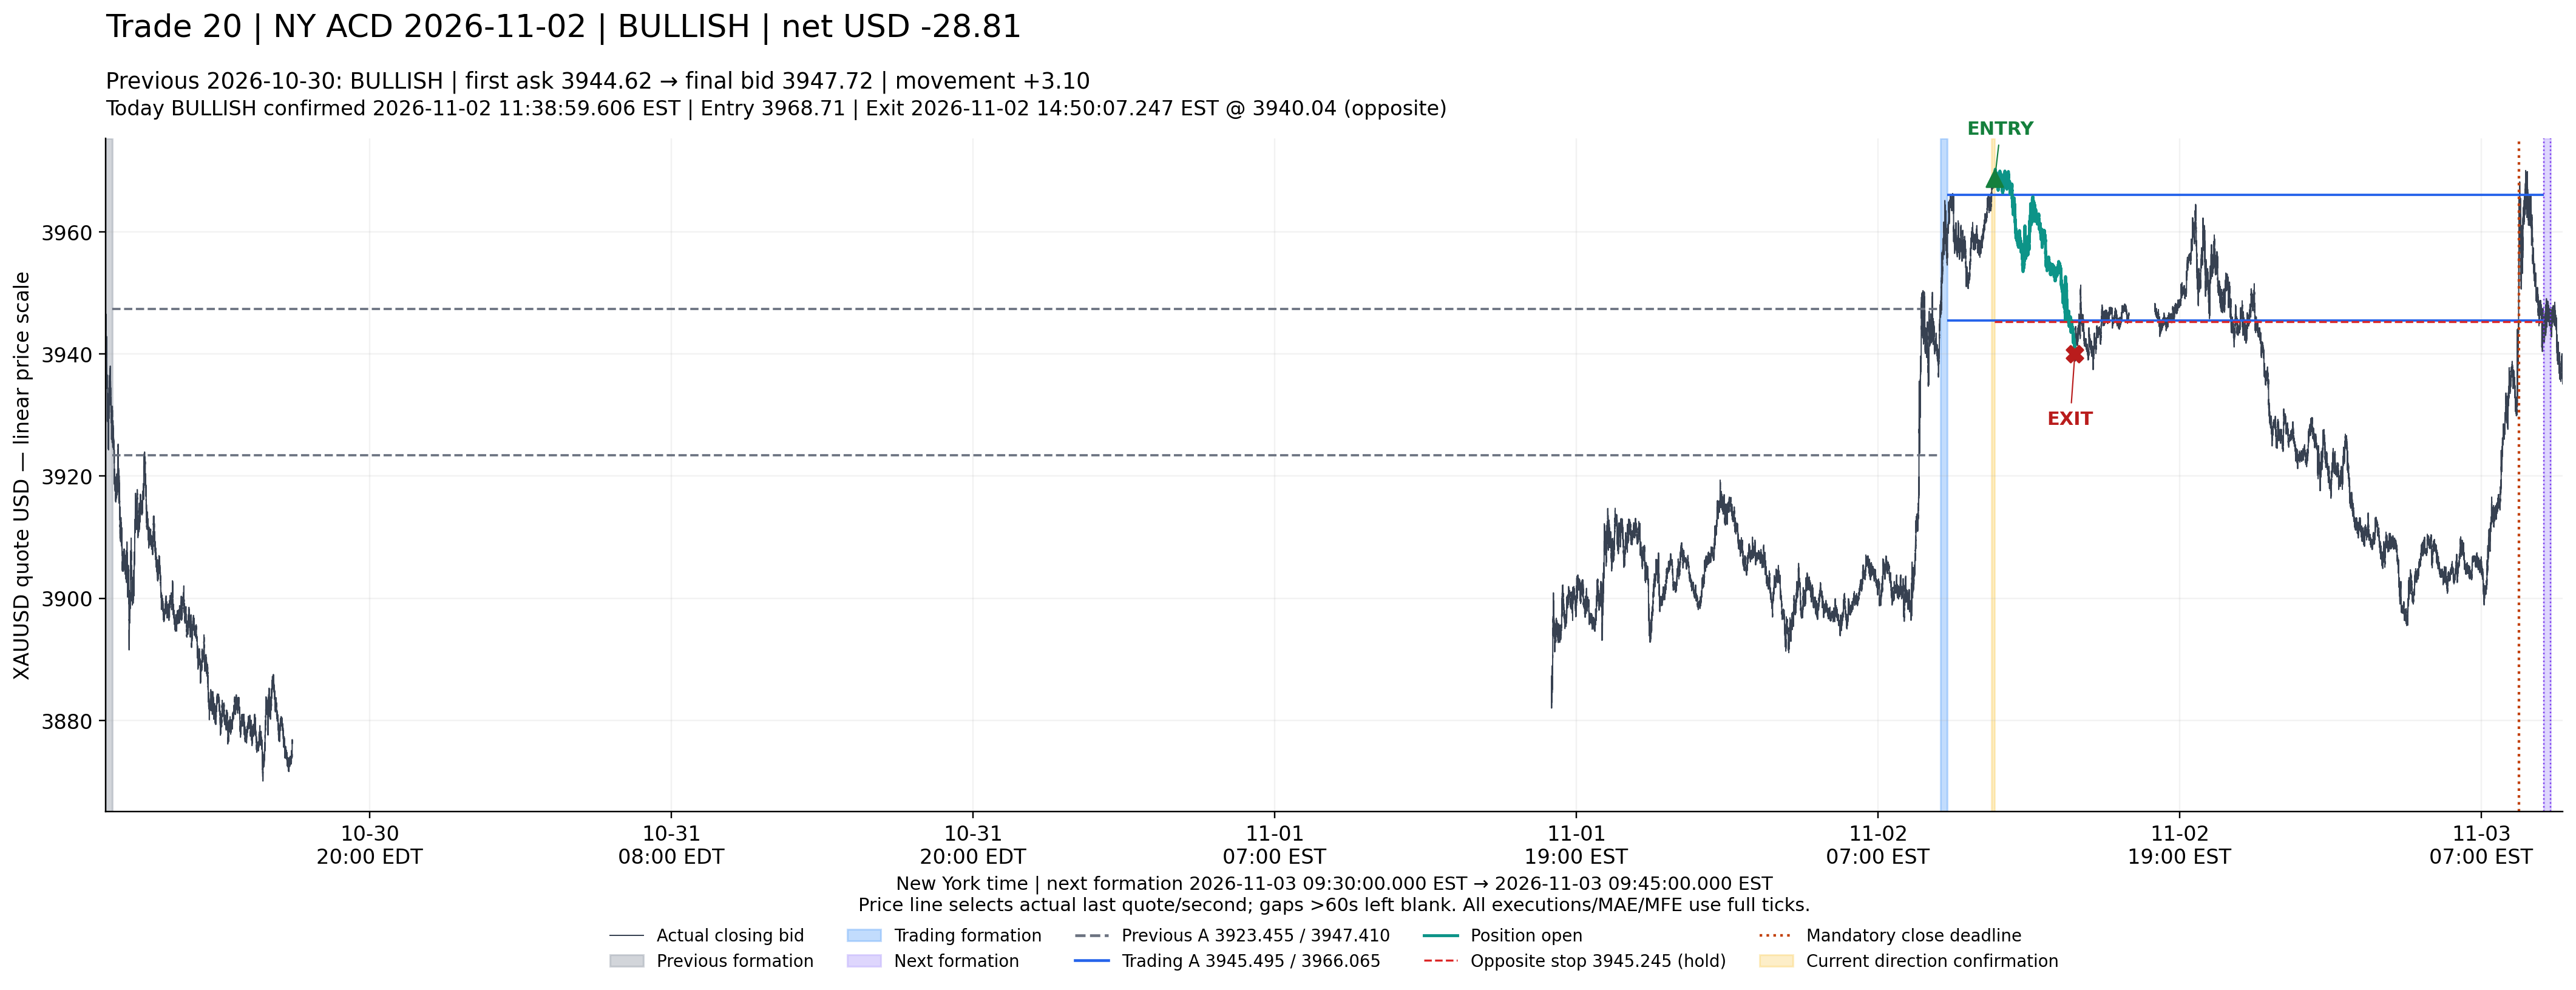 Trade 20 | NY ACD 2026-11-02 | BULLISH | net USD -28.81
Previous 2026-10-30: BULLISH | first ask 3944.62 → final bid 3947.72 | movement +3.10
Today BULLISH confirmed 2026-11-02 11:38:59.606 EST | Entry 3968.71 | Exit 2026-11-02 14:50:07.247 EST @ 3940.04 (opposite)
ENTRY
EXIT
XAUUSD quote USD — linear price scale
3960
3940
3920
3900
3880
10-30
20:00 EDT
10-31
08:00 EDT
10-31
20:00 EDT
11-01
07:00 EST
11-01
19:00 EST
11-02
07:00 EST
11-02
19:00 EST
11-03
07:00 EST
New York time | next formation 2026-11-03 09:30:00.000 EST → 2026-11-03 09:45:00.000 EST
Price line selects actual last quote/second; gaps >60s left blank. All executions/MAE/MFE use full ticks.
Actual closing bid
Previous formation
Trading formation
Next formation
Previous A 3923.455 / 3947.410
Trading A 3945.495 / 3966.065
Position open
Opposite stop 3945.245 (hold)
Mandatory close deadline
Current direction confirmation